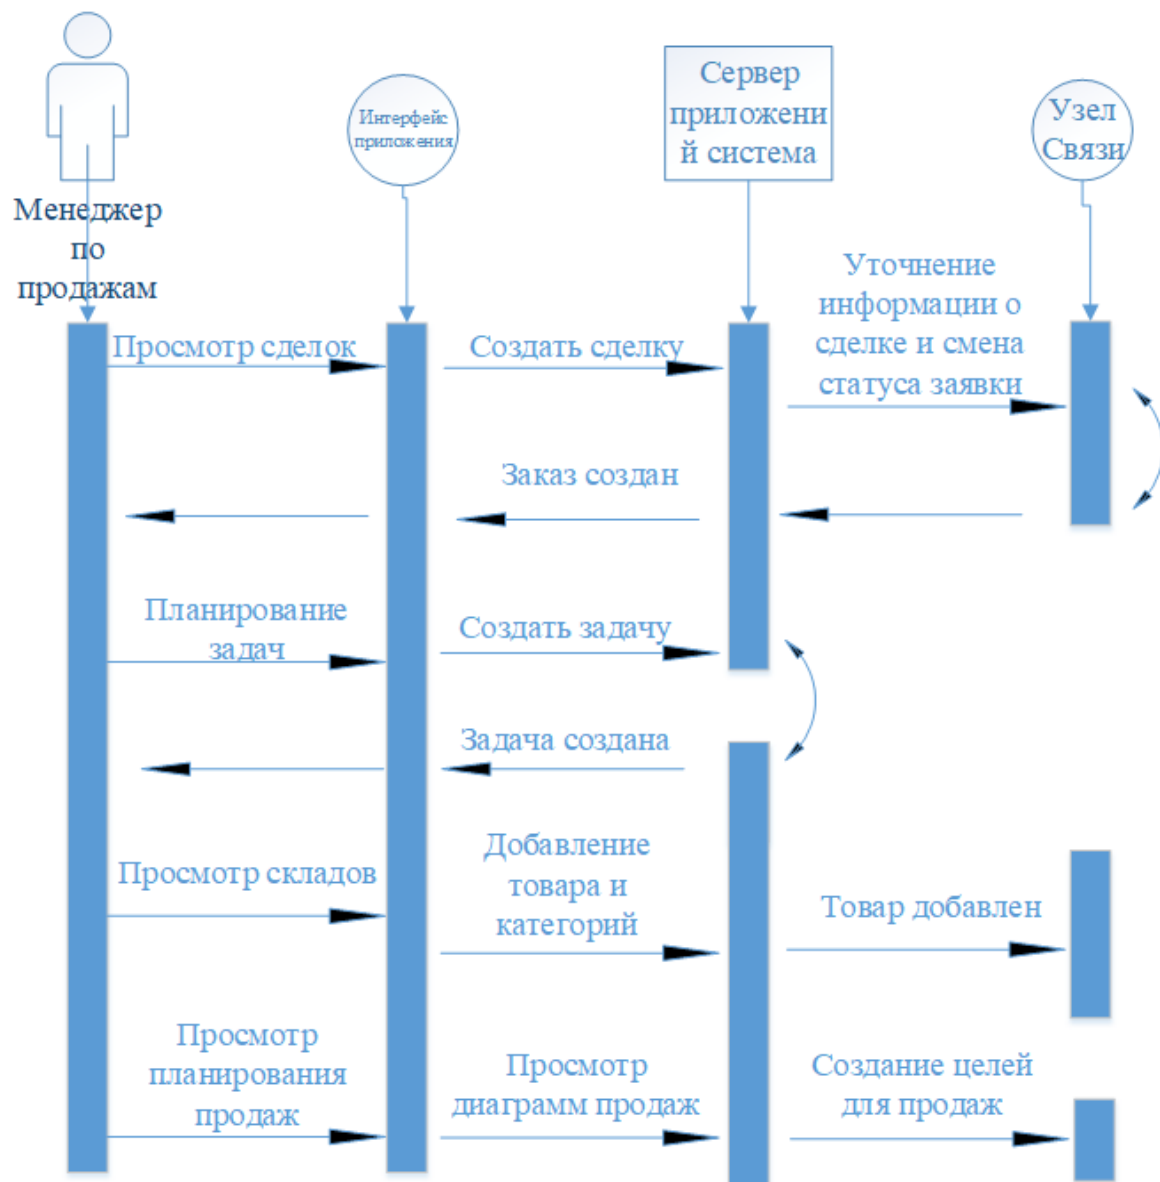 Менеджер
по
продажам
Интерфейс
приложения
Сервер
приложени
й система
Узел
Связи
Просмотр сделок
Создать сделку
Уточнение
информации о
сделке и смена
статуса заявки
Заказ создан
Планирование
задач
Создать задачу
Задача создана
Просмотр складов
Добавление
товара и
категорий
Товар добавлен
Просмотр
планирования
продаж
Просмотр
диаграмм продаж
Создание целей
для продаж